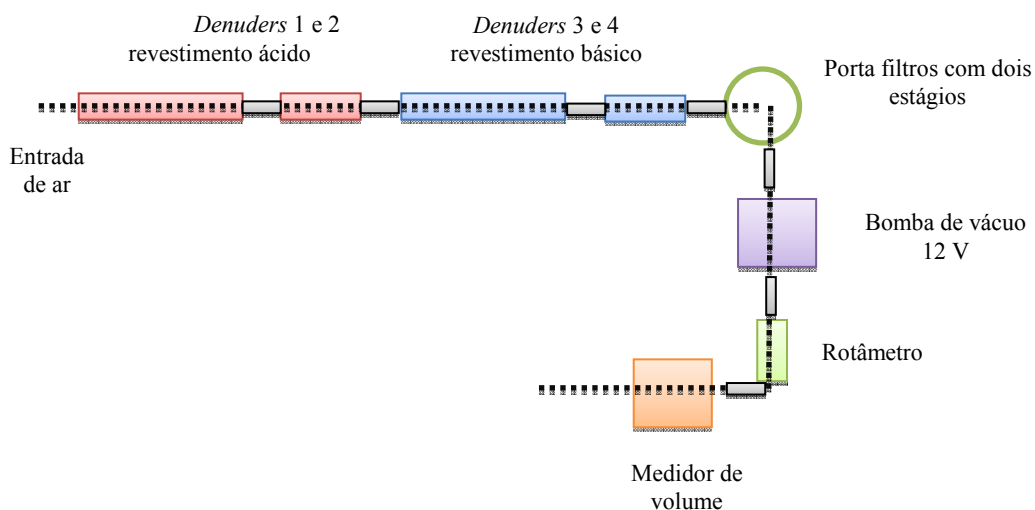 Denuders 1 e 2
revestimento ácido
Denuders 3 e 4
revestimento básico
Porta filtros com dois
estágios
Entrada
de ar
Bomba de vácuo
12 V
Rotâmetro
Medidor de
volume